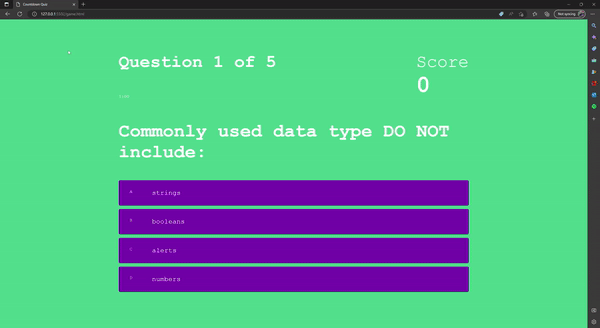 Countdown Quiz
127.0.0.1:5500/game.html
Not syncing
Question 1 of 5
Score
0
Commonly used data type DO NOT
include:
A strings
B booleans
C alerts
D numbers